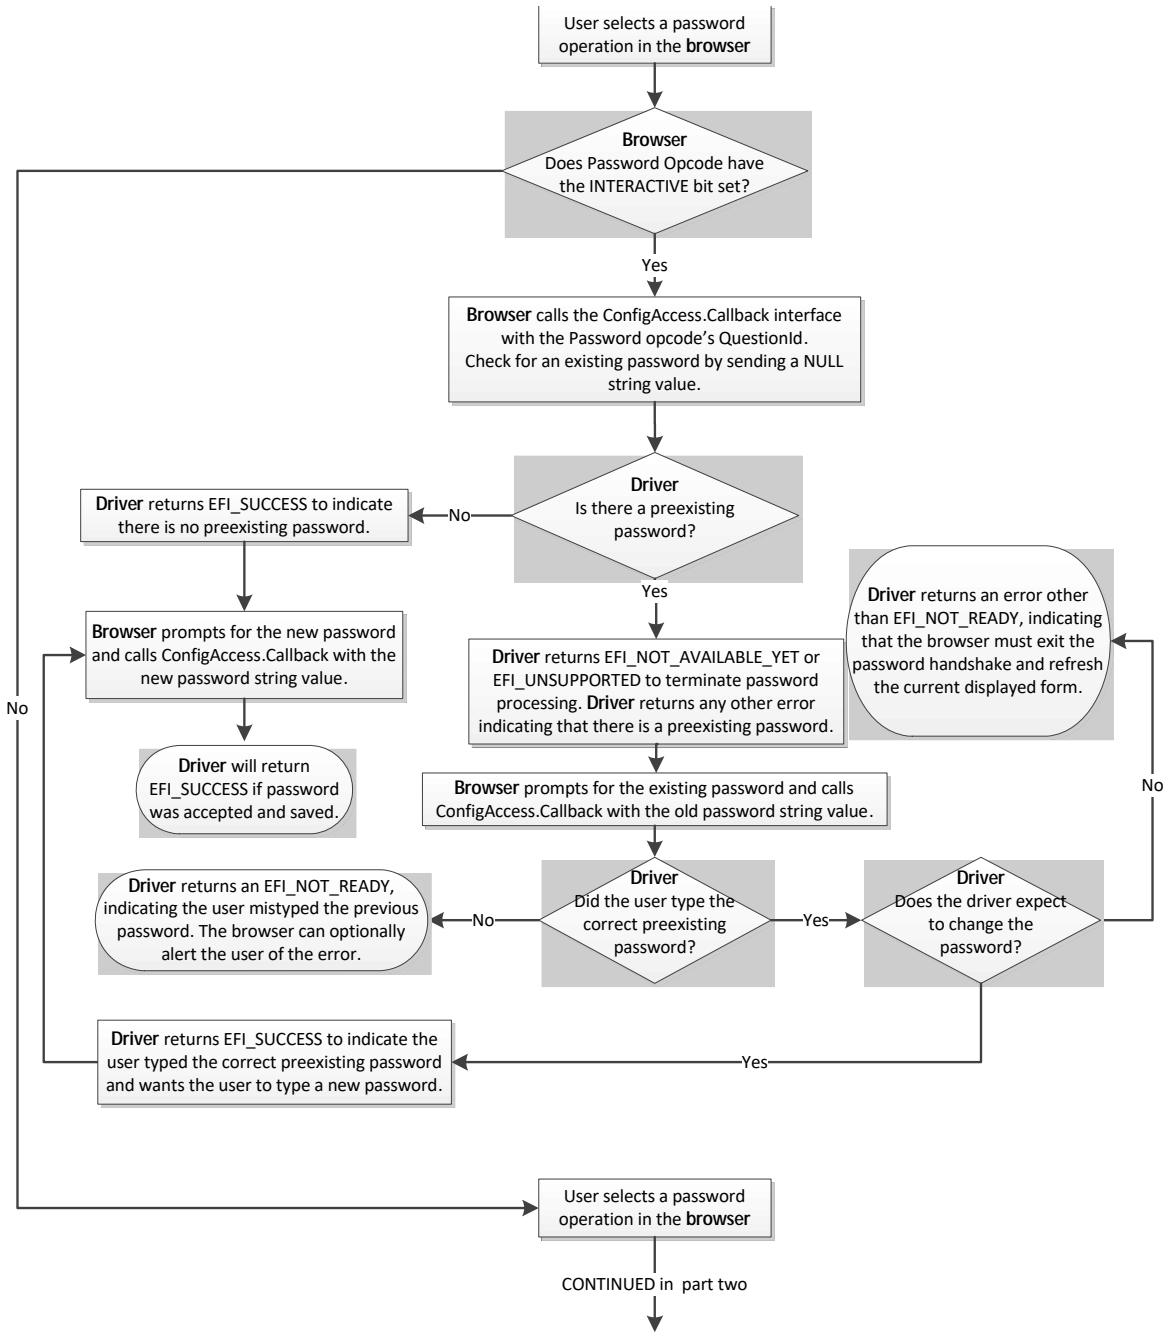 User selects a password
operation in the browser
Browser
Does Password Opcode have
the INTERACTIVE bit set?
Yes
Browser calls the ConfigAccess.Callback interface
with the Password opcode's QuestionId.
Check for an existing password by sending a NULL
string value.
Driver
Is there a preexisting
password?
No
Driver returns EFI_SUCCESS to indicate
there is no preexisting password.
Yes
Driver returns an error other
than EFI_NOT_READY, indicating
that the browser must exit the
password handshake and refresh
the current displayed form.
Browser prompts for the new password
and calls ConfigAccess.Callback with the
new password string value.
Driver returns EFI_NOT_AVAILABLE_YET or
EFI_UNSUPPORTED to terminate password
processing. Driver returns any other error
indicating that there is a preexisting password.
No
Driver will return
EFI_SUCCESS if password
was accepted and saved.
Browser prompts for the existing password and calls
ConfigAccess.Callback with the old password string value.
No
Driver returns an EFI_NOT_READY,
indicating the user mistyped the previous
password. The browser can optionally
alert the user of the error.
No
Driver
Did the user type the
correct preexisting
password?
Yes
Driver
Does the driver expect
to change the
password?
Driver returns EFI_SUCCESS to indicate the
user typed the correct preexisting password
and wants the user to type a new password.
Yes
User selects a password
operation in the browser
CONTINUED in part two